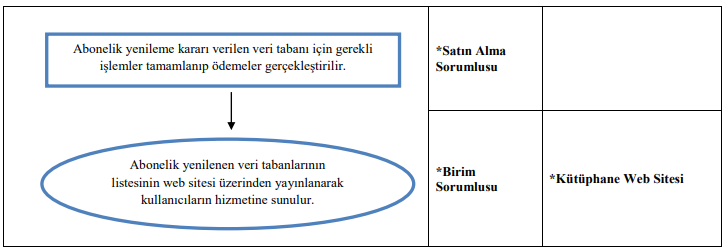 Abonelik yenileme kararı verilen veri tabanı için gerekli
işlemler tamamlanıp ödemeler gerçekleştirilir.
*Satın Alma
Sorumlusu
Abonelik yenilenen veri tabanlarının
listesinin web sitesi üzerinden yayınlanarak
kullanıcıların hizmetine sunulur.
*Birim
Sorumlusu
*Kütüphane Web Sitesi